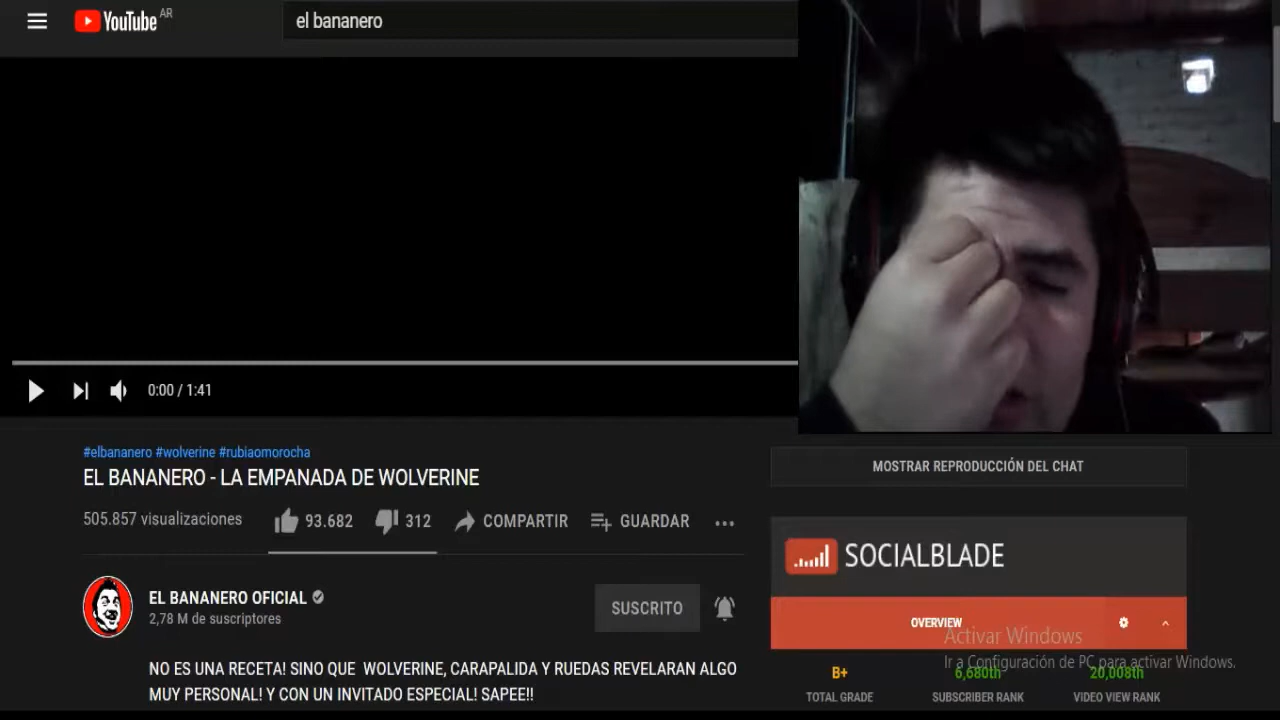 YouTube AR
el bananero
0:00 / 1:41
#elbananero #wolverine #rubiaomorocha
EL BANANERO - LA EMPANADA DE WOLVERINE
505.857 visualizaciones 93.682 312 COMPARTIR GUARDAR
EL BANANERO OFICIAL
2,78 M de suscriptores
SUSCRITO
NO ES UNA RECETA! SINO QUE WOLVERINE, CARAPALIDA Y RUEDAS REVELARAN ALGO
MUY PERSONAL! Y CON UN INVITADO ESPECIAL! SAPEE!!
MOSTRAR REPRODUCCIÓN DEL CHAT
SOCIALBLADE
OVERVIEW
Activar Windows
Ir a Configuración de PC para activar Windows.
B+ 6,680th 20,008th
TOTAL GRADE SUBSCRIBER RANK VIDEO VIEW RANK